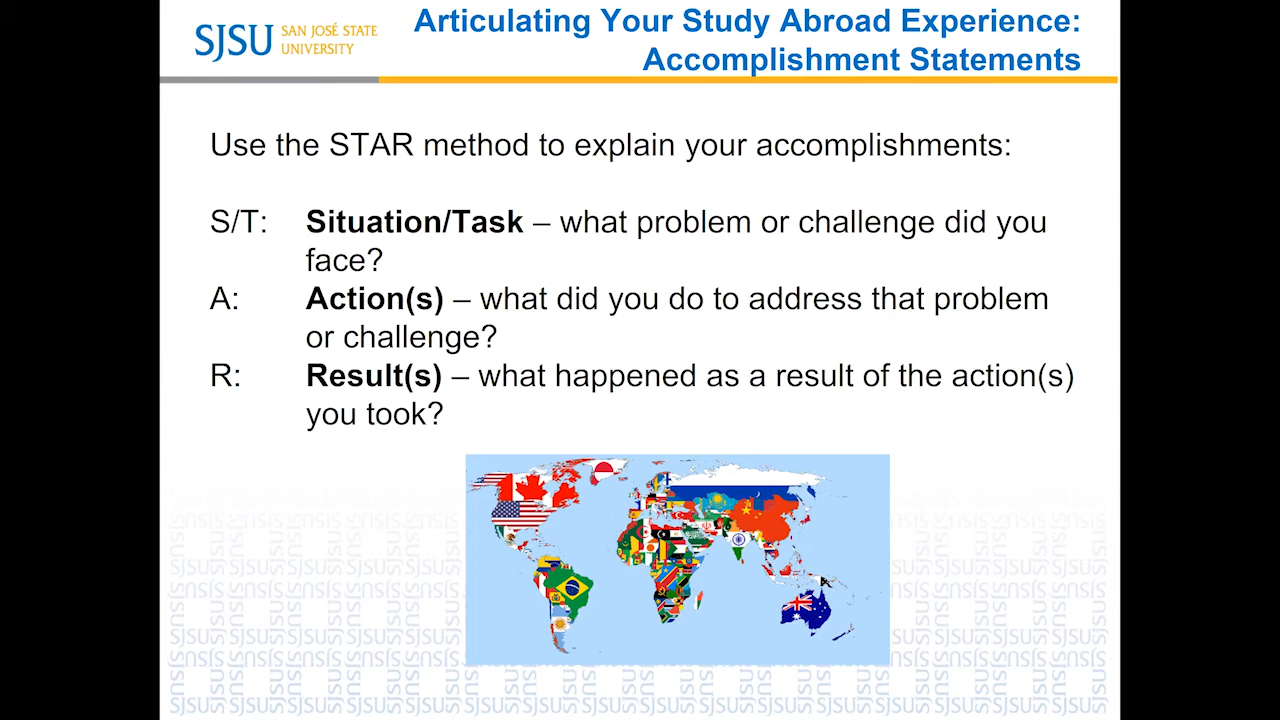 SJSU SAN JOSÉ STATE
UNIVERSITY
Articulating Your Study Abroad Experience:
Accomplishment Statements
Use the STAR method to explain your accomplishments:
S/T: Situation/Task – what problem or challenge did you
face?
A: Action(s) – what did you do to address that problem
or challenge?
R: Result(s) – what happened as a result of the action(s)
you took?